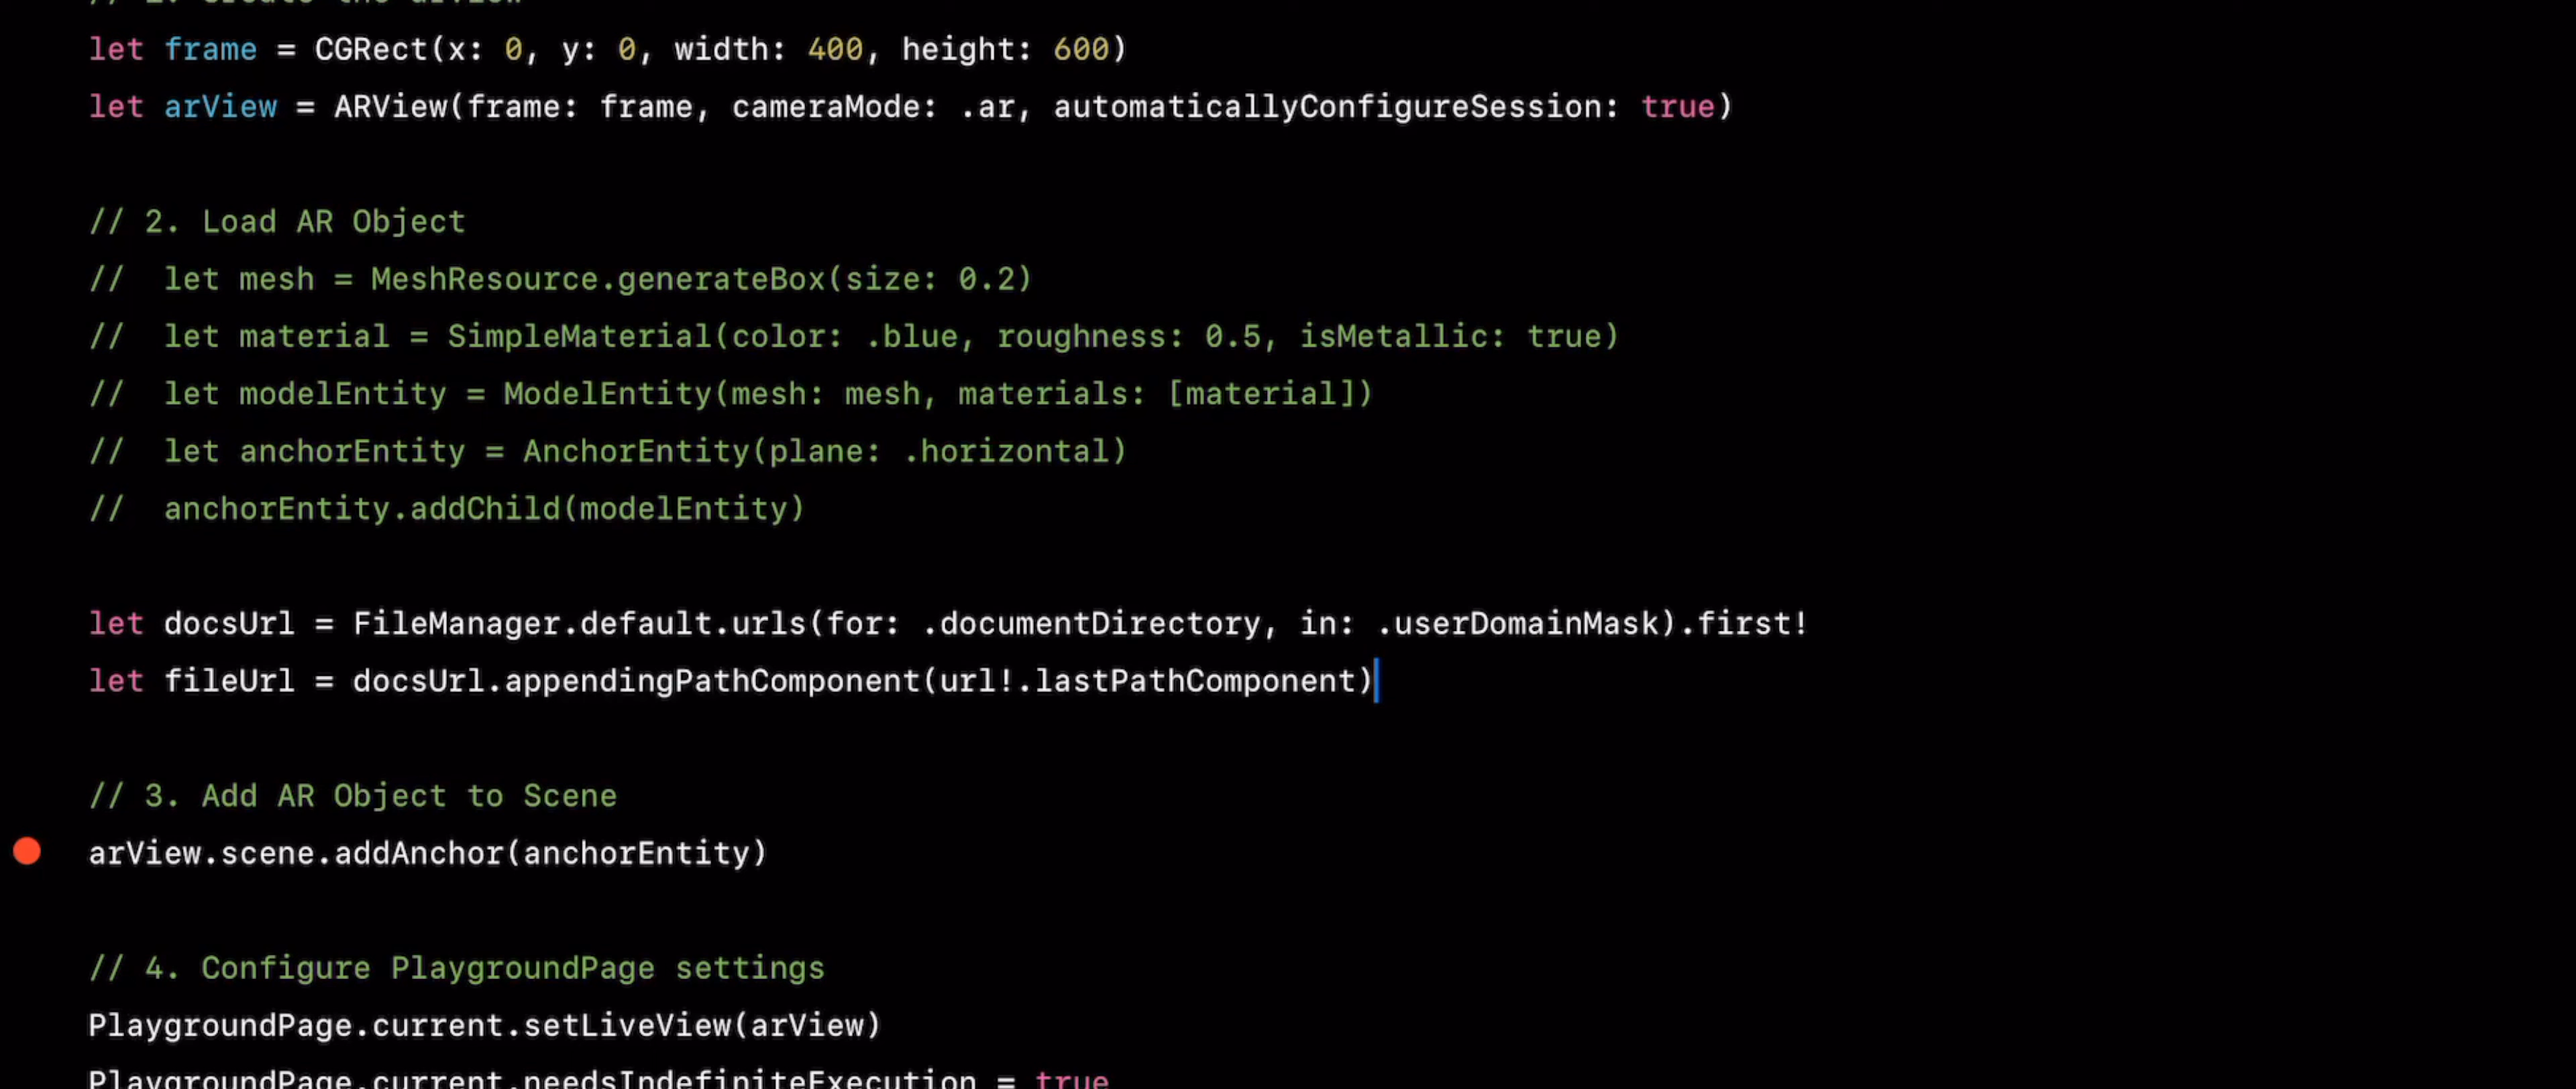 let frame = CGRect(x: 0, y: 0, width: 400, height: 600)
let arView = ARView(frame: frame, cameraMode: .ar, automaticallyConfigureSession: true)
// 2. Load AR Object
//  let mesh = MeshResource.generateBox(size: 0.2)
//  let material = SimpleMaterial(color: .blue, roughness: 0.5, isMetallic: true)
//  let modelEntity = ModelEntity(mesh: mesh, materials: [material])
//  let anchorEntity = AnchorEntity(plane: .horizontal)
//  anchorEntity.addChild(modelEntity)
let docsUrl = FileManager.default.urls(for: .documentDirectory, in: .userDomainMask).first!
let fileUrl = docsUrl.appendingPathComponent(url!.lastPathComponent)
// 3. Add AR Object to Scene
arView.scene.addAnchor(anchorEntity)
// 4. Configure PlaygroundPage settings
PlaygroundPage.current.setLiveView(arView)
PlaygroundPage.current.needsIndefiniteExecution = true